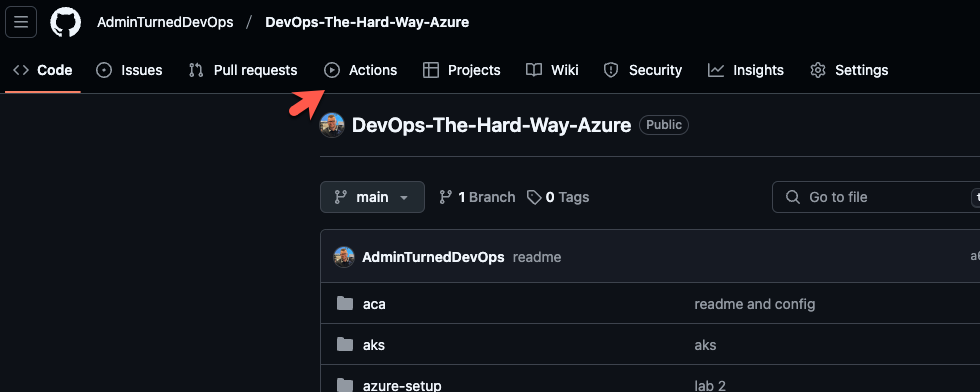 AdminTurnedDevOps / DevOps-The-Hard-Way-Azure
Code Issues Pull requests Actions Projects Wiki Security Insights Settings
DevOps-The-Hard-Way-Azure Public
main 1 Branch 0 Tags Go to file
AdminTurnedDevOps readme
aca readme and config
aks aks
azure-setup lab 2